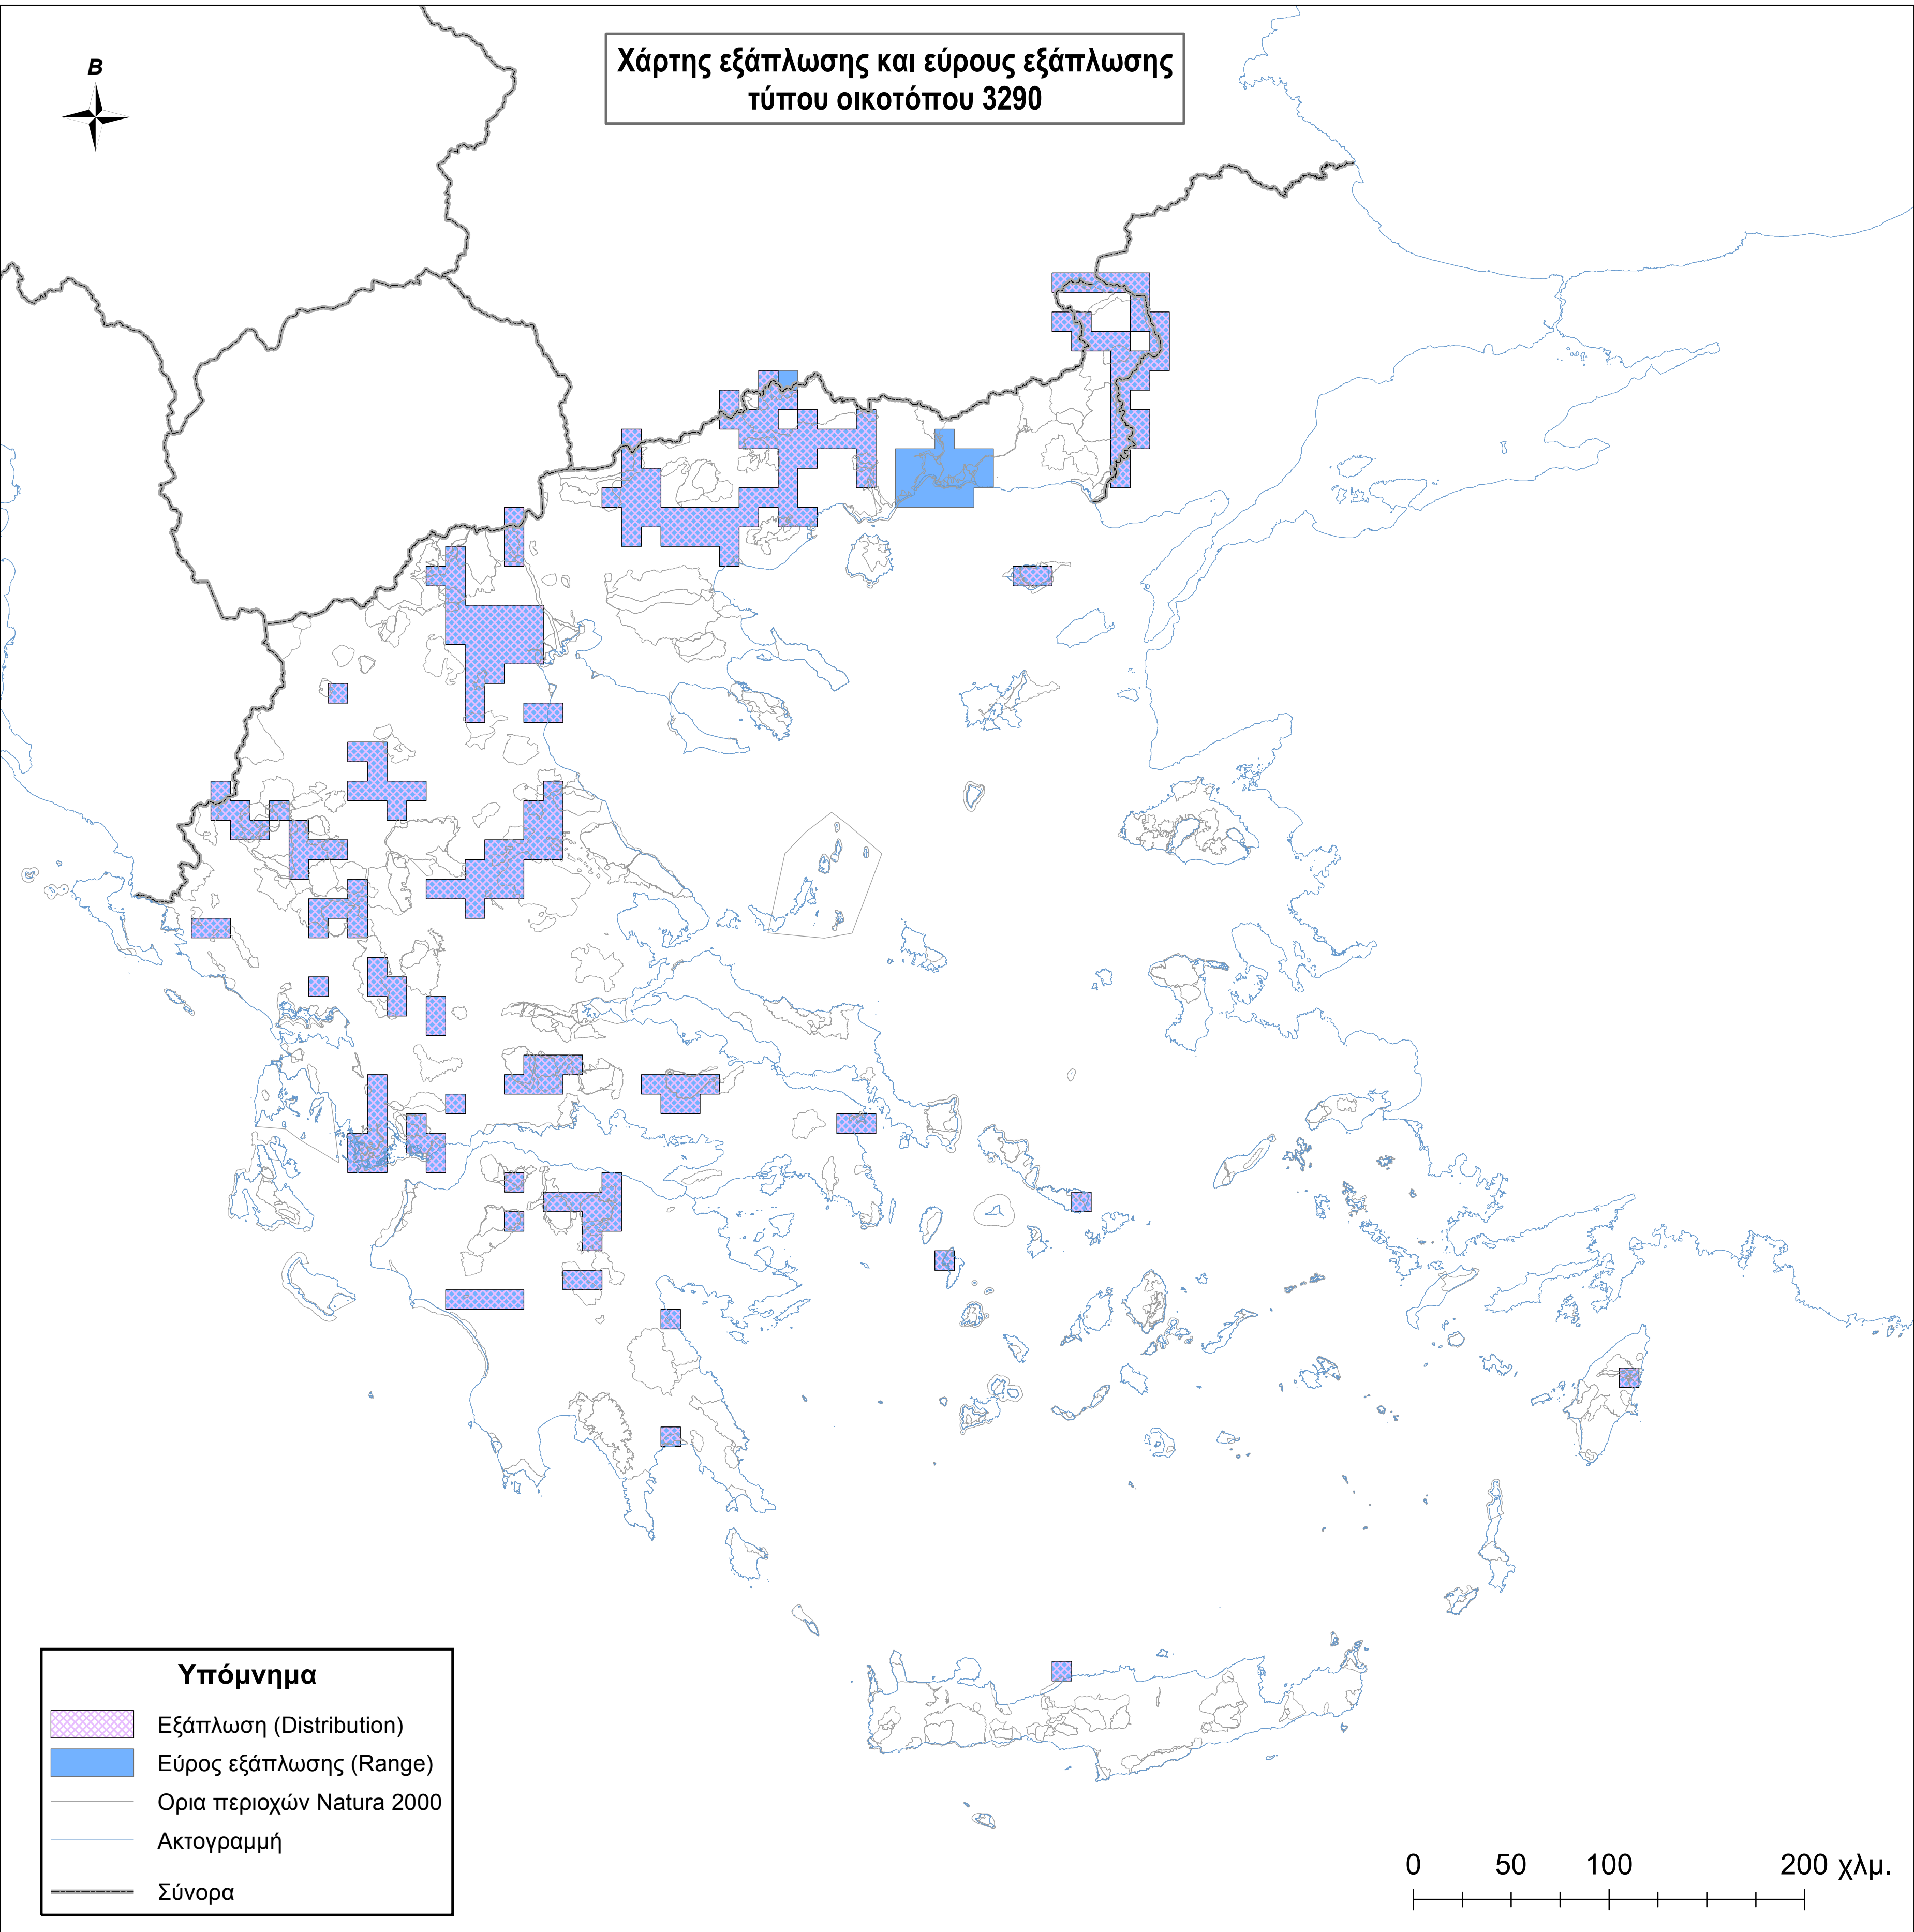 Χάρτης εξάπλωσης και εύρους εξάπλωσης
τύπου οικοτόπου 3290
Β
Υπόμνημα
Εξάπλωση (Distribution)
Εύρος εξάπλωσης (Range)
Ορια περιοχών Natura 2000
Ακτογραμμή
Σύνορα
0 50 100 200 χλμ.